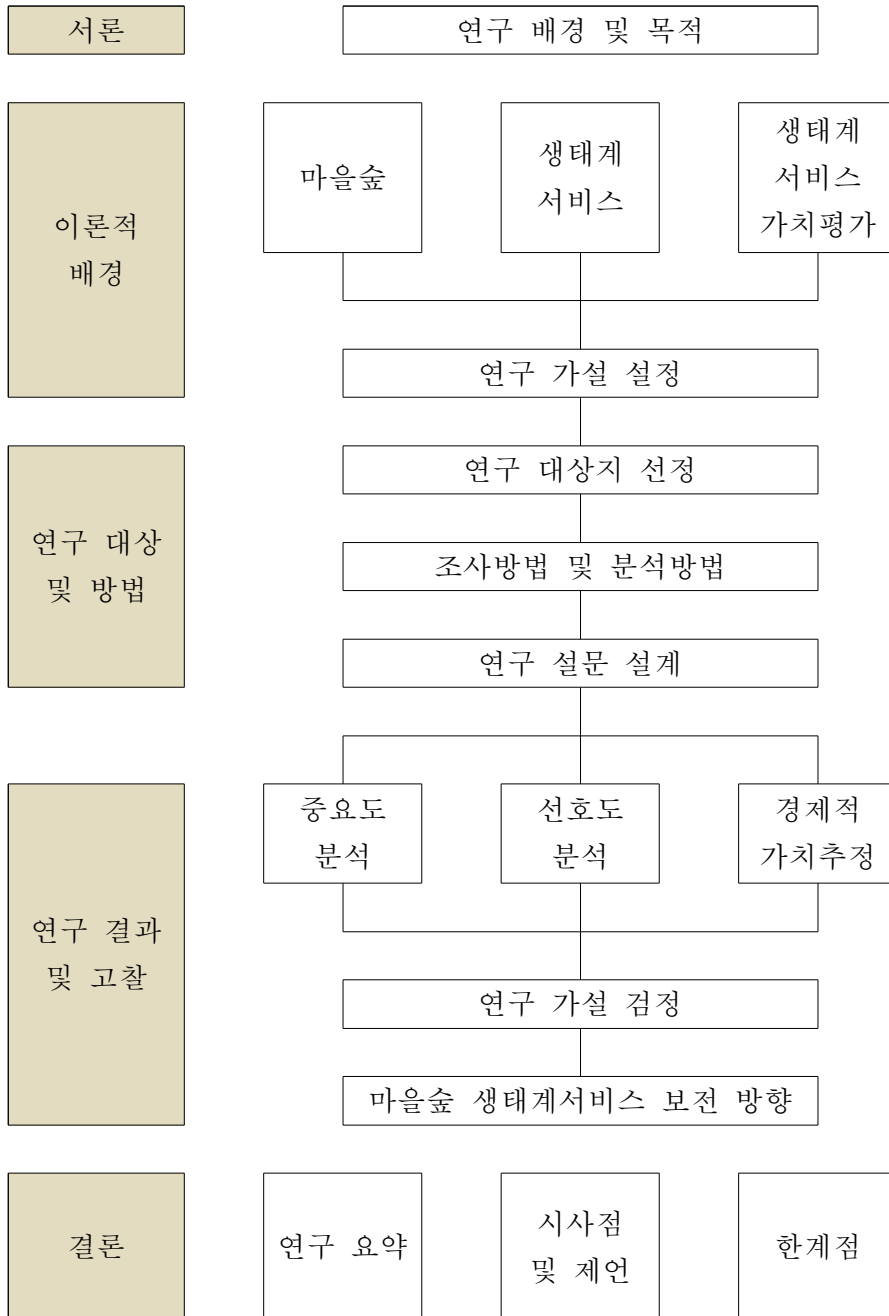 서론
연구 배경 및 목적
이론적
배경
마을숲
생태계
서비스
생태계
서비스
가치평가
연구 가설 설정
연구 대상
및 방법
연구 대상지 선정
조사방법 및 분석방법
연구 설문 설계
연구 결과
및 고찰
중요도
분석
선호도
분석
경제적
가치추정
연구 가설 검정
마을숲 생태계서비스 보전 방향
결론
연구 요약
시사점
및 제언
한계점